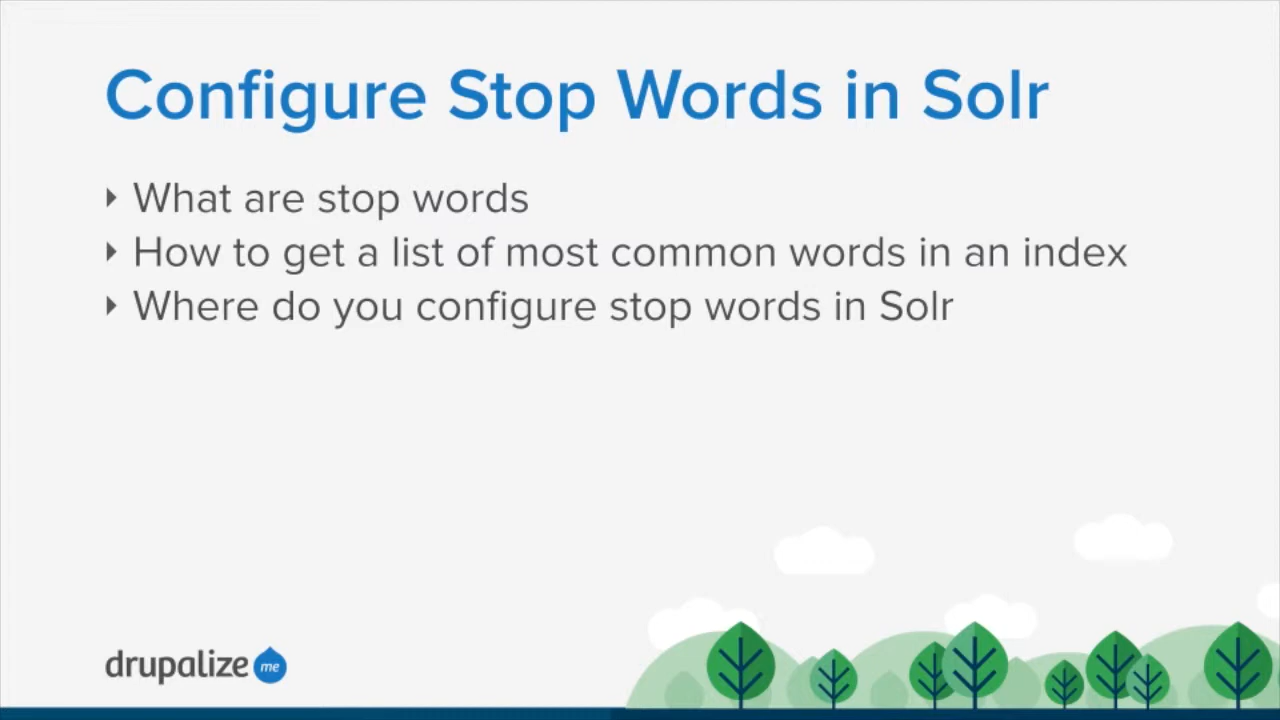 Configure Stop Words in Solr
What are stop words
How to get a list of most common words in an index
Where do you configure stop words in Solr
drupalize me